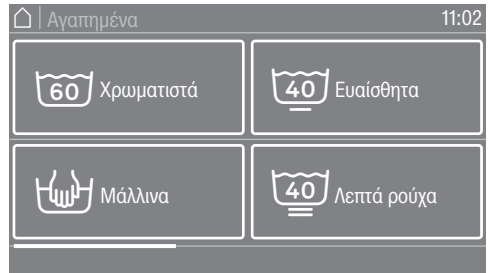 Αγαπημένα 11:02
60 Χρωματιστά
40 Ευαίσθητα
Μάλλινα
40 Λεπτά ρούχα